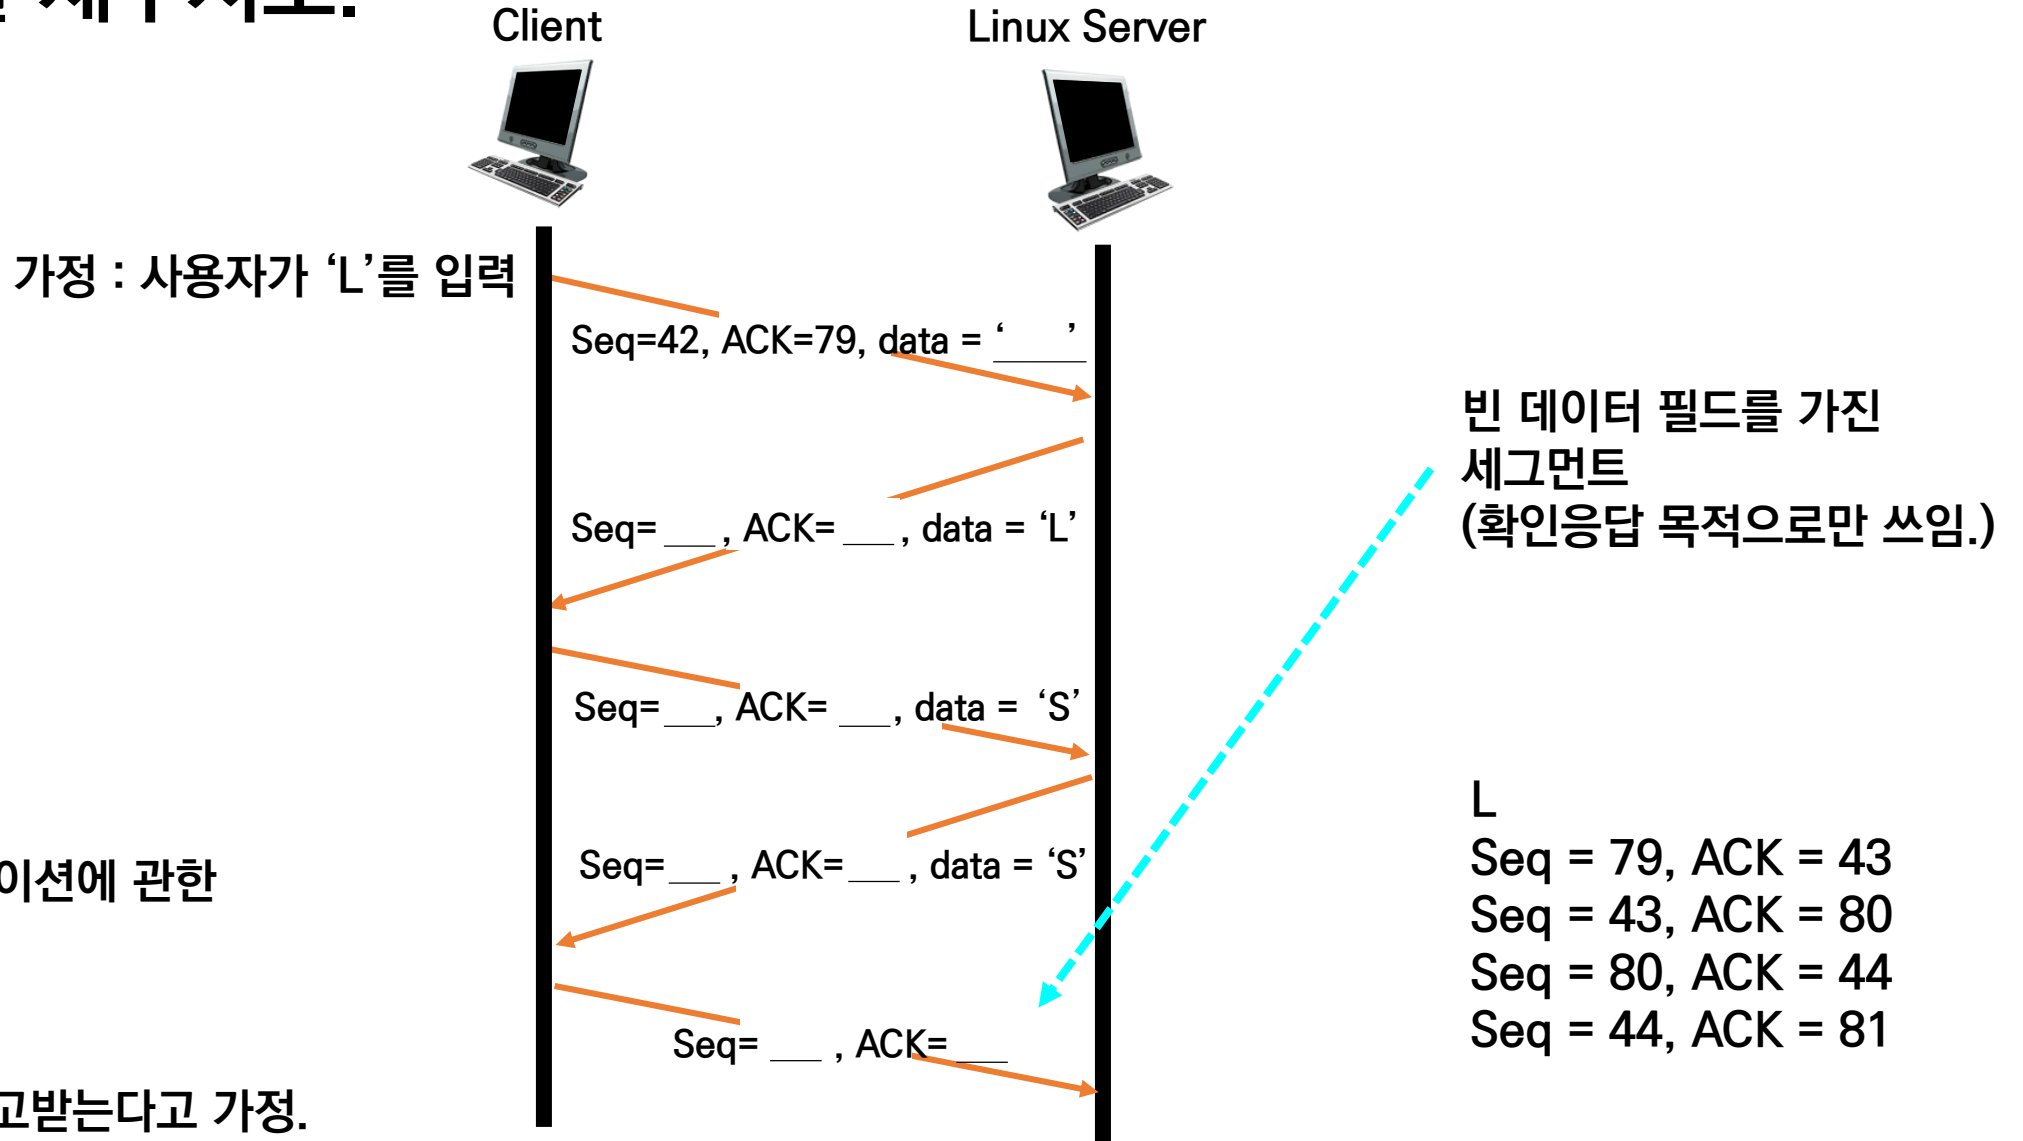 Client
Linux Server
가정 : 사용자가 ‘L’를 입력
Seq=42, ACK=79, data = ‘____’
빈 데이터 필드를 가진
세그먼트
(확인응답 목적으로만 쓰임.)
Seq= ___, ACK= ___, data = ‘L’
Seq=___, ACK= ___, data = ‘S’
L
Seq = 79, ACK = 43
Seq = 43, ACK = 80
Seq = 80, ACK = 44
Seq = 44, ACK = 81
Seq=___ , ACK=___ , data = ‘S’
이션에 관한
Seq= ___ , ACK= ___
고받는다고 가정.